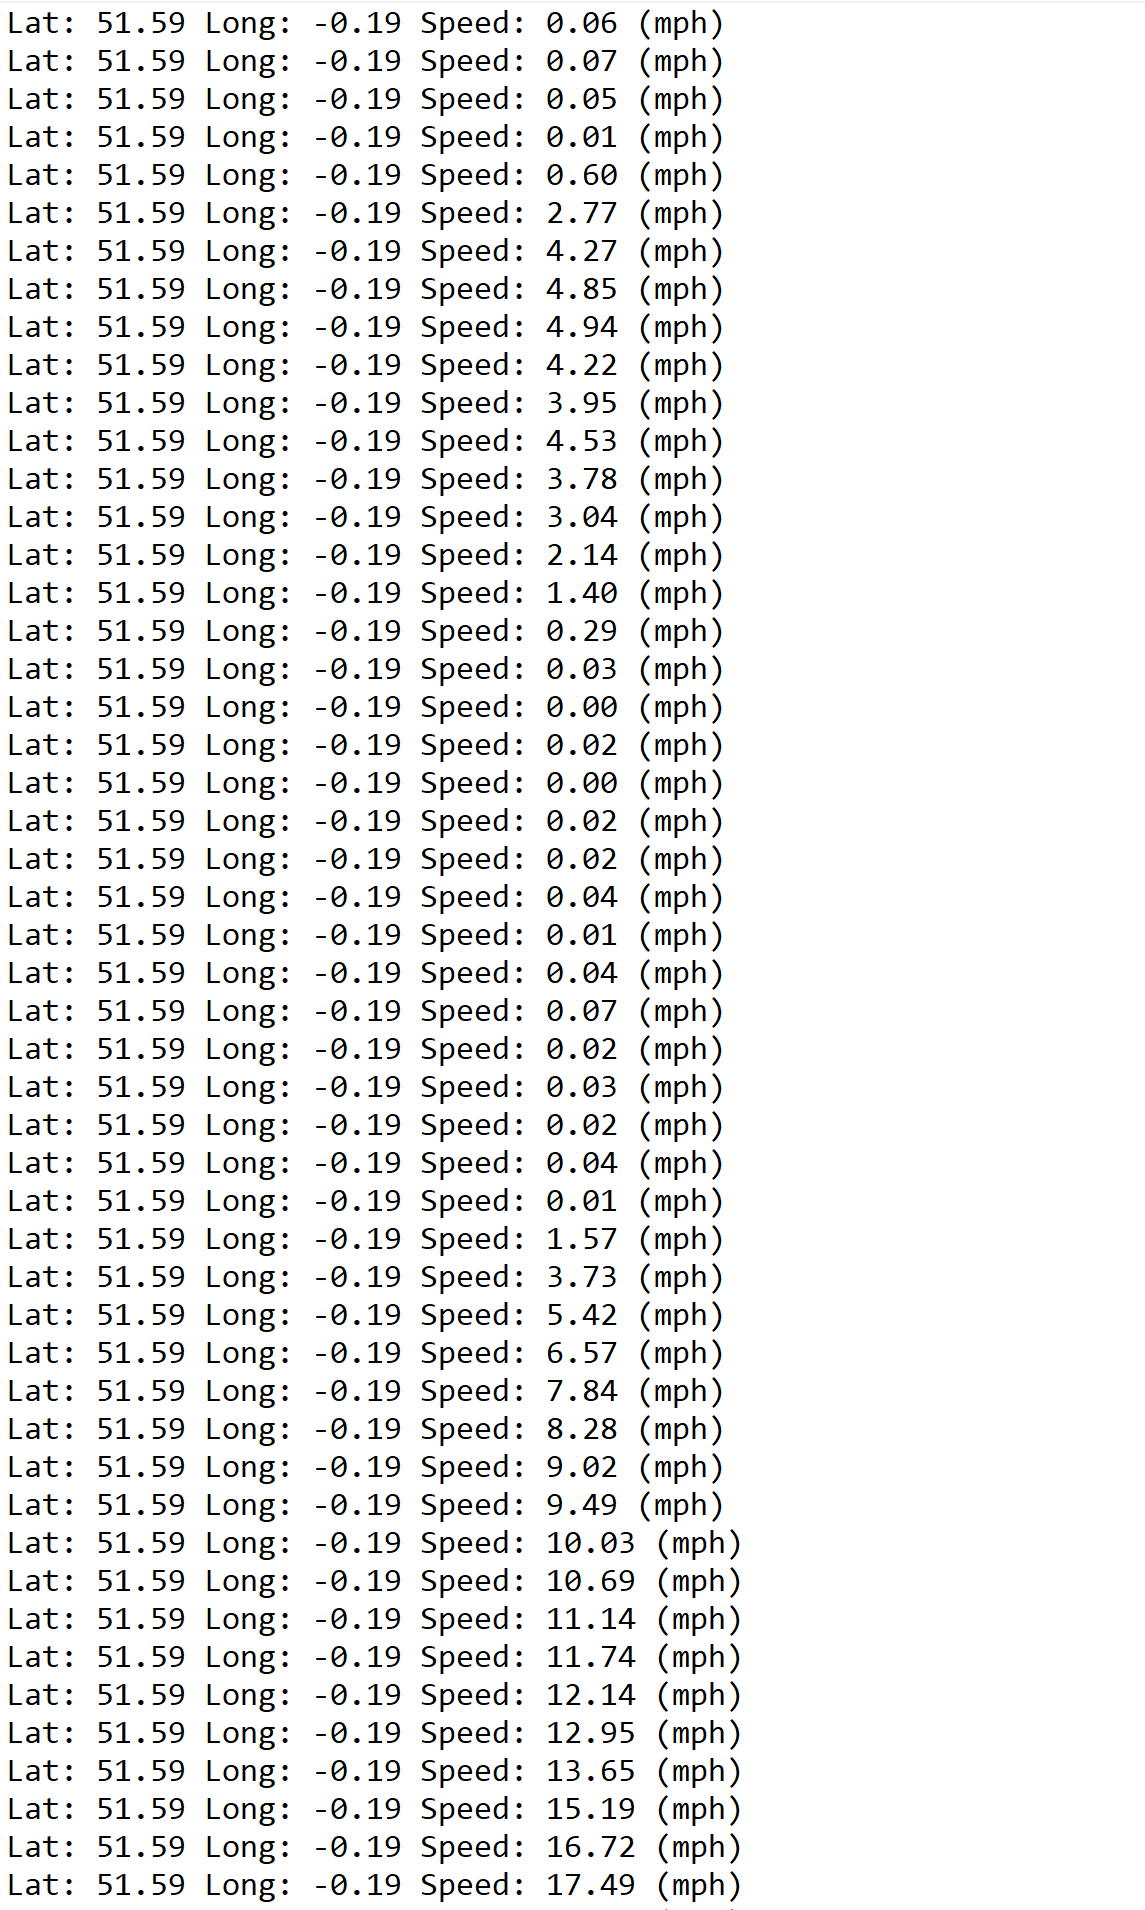 Lat: 51.59 Long: -0.19 Speed: 0.06 (mph)
Lat: 51.59 Long: -0.19 Speed: 0.07 (mph)
Lat: 51.59 Long: -0.19 Speed: 0.05 (mph)
Lat: 51.59 Long: -0.19 Speed: 0.01 (mph)
Lat: 51.59 Long: -0.19 Speed: 0.60 (mph)
Lat: 51.59 Long: -0.19 Speed: 2.77 (mph)
Lat: 51.59 Long: -0.19 Speed: 4.27 (mph)
Lat: 51.59 Long: -0.19 Speed: 4.85 (mph)
Lat: 51.59 Long: -0.19 Speed: 4.94 (mph)
Lat: 51.59 Long: -0.19 Speed: 4.22 (mph)
Lat: 51.59 Long: -0.19 Speed: 3.95 (mph)
Lat: 51.59 Long: -0.19 Speed: 4.53 (mph)
Lat: 51.59 Long: -0.19 Speed: 3.78 (mph)
Lat: 51.59 Long: -0.19 Speed: 3.04 (mph)
Lat: 51.59 Long: -0.19 Speed: 2.14 (mph)
Lat: 51.59 Long: -0.19 Speed: 1.40 (mph)
Lat: 51.59 Long: -0.19 Speed: 0.29 (mph)
Lat: 51.59 Long: -0.19 Speed: 0.03 (mph)
Lat: 51.59 Long: -0.19 Speed: 0.00 (mph)
Lat: 51.59 Long: -0.19 Speed: 0.02 (mph)
Lat: 51.59 Long: -0.19 Speed: 0.00 (mph)
Lat: 51.59 Long: -0.19 Speed: 0.02 (mph)
Lat: 51.59 Long: -0.19 Speed: 0.02 (mph)
Lat: 51.59 Long: -0.19 Speed: 0.04 (mph)
Lat: 51.59 Long: -0.19 Speed: 0.01 (mph)
Lat: 51.59 Long: -0.19 Speed: 0.04 (mph)
Lat: 51.59 Long: -0.19 Speed: 0.07 (mph)
Lat: 51.59 Long: -0.19 Speed: 0.02 (mph)
Lat: 51.59 Long: -0.19 Speed: 0.03 (mph)
Lat: 51.59 Long: -0.19 Speed: 0.02 (mph)
Lat: 51.59 Long: -0.19 Speed: 0.04 (mph)
Lat: 51.59 Long: -0.19 Speed: 0.01 (mph)
Lat: 51.59 Long: -0.19 Speed: 1.57 (mph)
Lat: 51.59 Long: -0.19 Speed: 3.73 (mph)
Lat: 51.59 Long: -0.19 Speed: 5.42 (mph)
Lat: 51.59 Long: -0.19 Speed: 6.57 (mph)
Lat: 51.59 Long: -0.19 Speed: 7.84 (mph)
Lat: 51.59 Long: -0.19 Speed: 8.28 (mph)
Lat: 51.59 Long: -0.19 Speed: 9.02 (mph)
Lat: 51.59 Long: -0.19 Speed: 9.49 (mph)
Lat: 51.59 Long: -0.19 Speed: 10.03 (mph)
Lat: 51.59 Long: -0.19 Speed: 10.69 (mph)
Lat: 51.59 Long: -0.19 Speed: 11.14 (mph)
Lat: 51.59 Long: -0.19 Speed: 11.74 (mph)
Lat: 51.59 Long: -0.19 Speed: 12.14 (mph)
Lat: 51.59 Long: -0.19 Speed: 12.95 (mph)
Lat: 51.59 Long: -0.19 Speed: 13.65 (mph)
Lat: 51.59 Long: -0.19 Speed: 15.19 (mph)
Lat: 51.59 Long: -0.19 Speed: 16.72 (mph)
Lat: 51.59 Long: -0.19 Speed: 17.49 (mph)